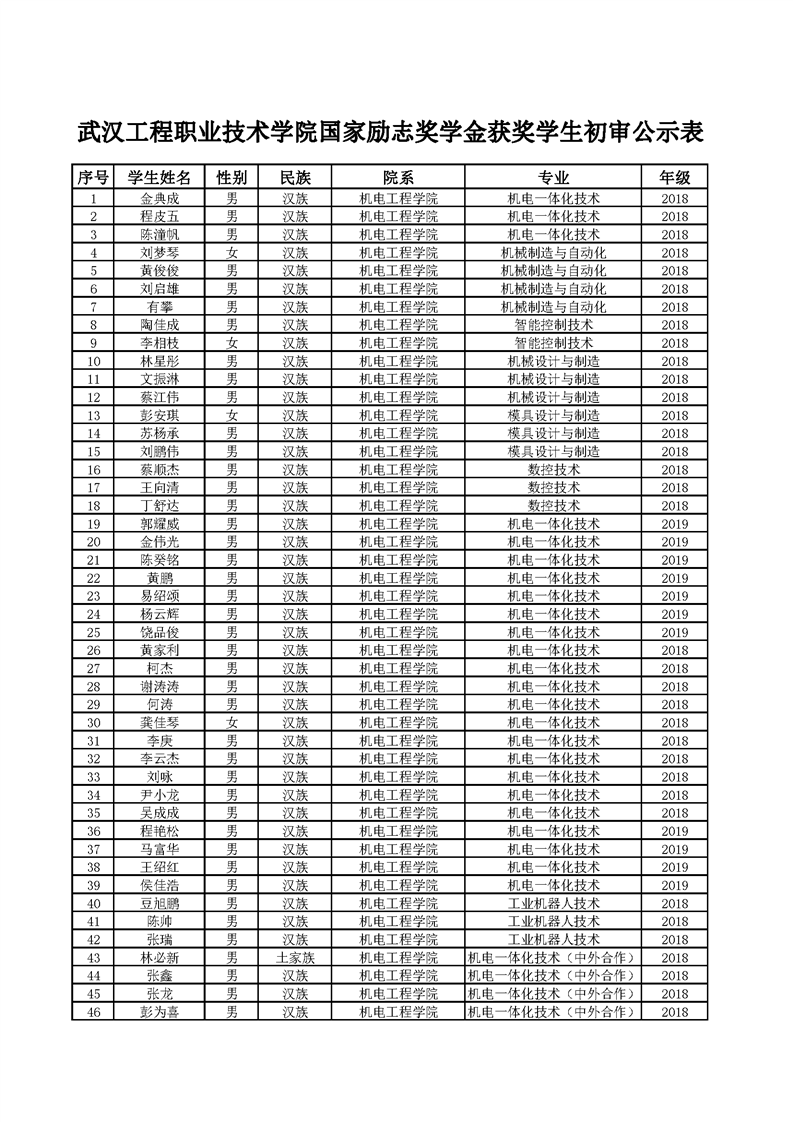 武汉工程职业技术学院国家励志奖学金获奖学生初审公示表
序号 学生姓名 性别 民族 院系 专业 年级
1 金典成 男 汉族 机电工程学院 机电一体化技术 2018
2 程皮五 男 汉族 机电工程学院 机电一体化技术 2018
3 陈潼帆 男 汉族 机电工程学院 机电一体化技术 2018
4 刘梦琴 女 汉族 机电工程学院 机械制造与自动化 2018
5 黄俊俊 男 汉族 机电工程学院 机械制造与自动化 2018
6 刘启雄 男 汉族 机电工程学院 机械制造与自动化 2018
7 有攀 男 汉族 机电工程学院 机械制造与自动化 2018
8 陶佳成 男 汉族 机电工程学院 智能控制技术 2018
9 李相枝 女 汉族 机电工程学院 智能控制技术 2018
10 林星彤 男 汉族 机电工程学院 机械设计与制造 2018
11 文振淋 男 汉族 机电工程学院 机械设计与制造 2018
12 蔡江伟 男 汉族 机电工程学院 机械设计与制造 2018
13 彭安琪 女 汉族 机电工程学院 模具设计与制造 2018
14 苏杨承 男 汉族 机电工程学院 模具设计与制造 2018
15 刘鹏伟 男 汉族 机电工程学院 模具设计与制造 2018
16 蔡顺杰 男 汉族 机电工程学院 数控技术 2018
17 王向清 男 汉族 机电工程学院 数控技术 2018
18 丁舒达 男 汉族 机电工程学院 数控技术 2018
19 郭耀威 男 汉族 机电工程学院 机电一体化技术 2019
20 金伟光 男 汉族 机电工程学院 机电一体化技术 2019
21 陈癸铭 男 汉族 机电工程学院 机电一体化技术 2019
22 黄鹏 男 汉族 机电工程学院 机电一体化技术 2019
23 易绍颂 男 汉族 机电工程学院 机电一体化技术 2019
24 杨云辉 男 汉族 机电工程学院 机电一体化技术 2019
25 饶品俊 男 汉族 机电工程学院 机电一体化技术 2019
26 黄家利 男 汉族 机电工程学院 机电一体化技术 2018
27 柯杰 男 汉族 机电工程学院 机电一体化技术 2018
28 谢涛涛 男 汉族 机电工程学院 机电一体化技术 2018
29 何涛 男 汉族 机电工程学院 机电一体化技术 2018
30 龚佳琴 女 汉族 机电工程学院 机电一体化技术 2018
31 李庚 男 汉族 机电工程学院 机电一体化技术 2018
32 李云杰 男 汉族 机电工程学院 机电一体化技术 2018
33 刘咏 男 汉族 机电工程学院 机电一体化技术 2018
34 尹小龙 男 汉族 机电工程学院 机电一体化技术 2018
35 吴成成 男 汉族 机电工程学院 机电一体化技术 2018
36 程艳松 男 汉族 机电工程学院 机电一体化技术 2019
37 马富华 男 汉族 机电工程学院 机电一体化技术 2019
38 王绍红 男 汉族 机电工程学院 机电一体化技术 2019
39 侯佳浩 男 汉族 机电工程学院 机电一体化技术 2019
40 豆旭鹏 男 汉族 机电工程学院 工业机器人技术 2018
41 陈帅 男 汉族 机电工程学院 工业机器人技术 2018
42 张瑞 男 汉族 机电工程学院 工业机器人技术 2018
43 林必新 男 土家族 机电工程学院 机电一体化技术（中外合作） 2018
44 张鑫 男 汉族 机电工程学院 机电一体化技术（中外合作） 2018
45 张龙 男 汉族 机电工程学院 机电一体化技术（中外合作） 2018
46 彭为喜 男 汉族 机电工程学院 机电一体化技术（中外合作） 2018